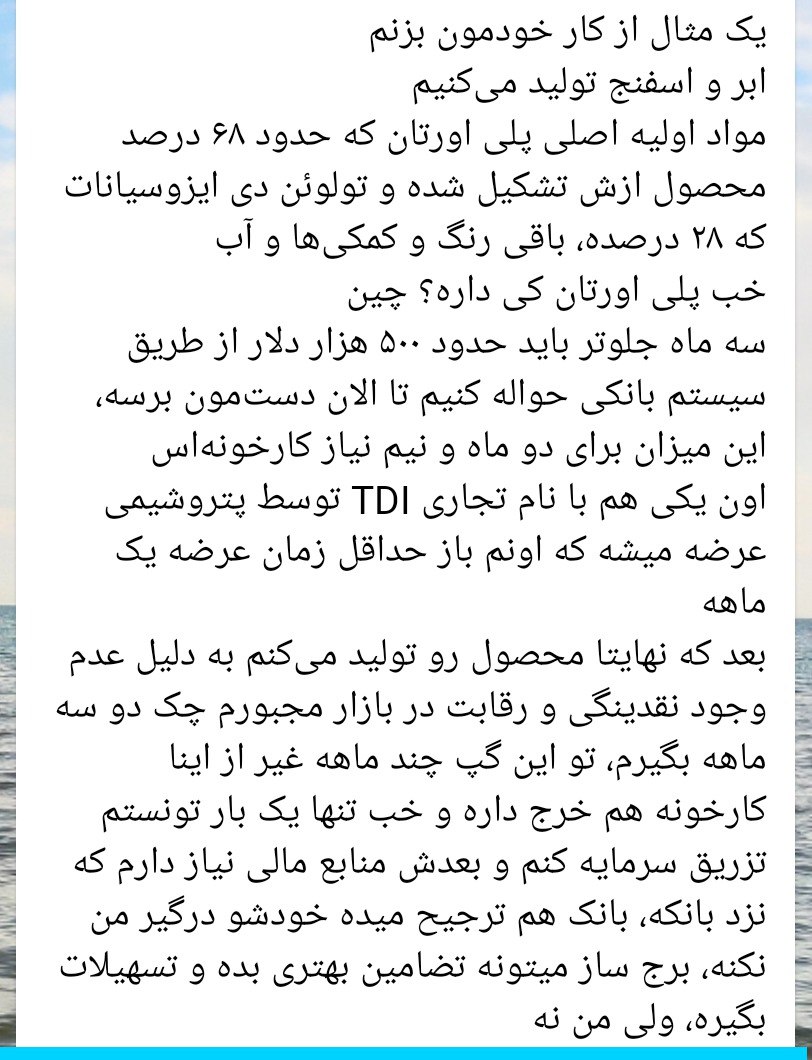 یک مثال از کار خودمون بزنم
ابر و اسفنج تولید می‌کنیم
مواد اولیه اصلی پلی اورتان که حدود ۶۸ درصد
محصول ازش تشکیل شده و تولوئن دی ایزوسیانات
که ۲۸ درصده، باقی رنگ و کمکی‌ها و آب
خب پلی اورتان کی داره؟ چین
سه ماه جلوتر باید حدود ۵۰۰ هزار دلار از طریق
سیستم بانکی حواله کنیم تا الان دست‌مون برسه،
این میزان برای دو ماه و نیم نیاز کارخونه‌اس
اون یکی هم با نام تجاری TDI توسط پتروشیمی
عرضه میشه که اونم باز حداقل زمان عرضه یک
ماهه
بعد که نهایتا محصول رو تولید می‌کنم به دلیل عدم
وجود نقدینگی و رقابت در بازار مجبورم چک دو سه
ماهه بگیرم، تو این گپ چند ماهه غیر از اینا
کارخونه هم خرج داره و خب تنها یک بار تونستم
تزریق سرمایه کنم و بعدش منابع مالی نیاز دارم که
نزد بانکه، بانک هم ترجیح میده خودشو درگیر من
نکنه، برج ساز میتونه تضامین بهتری بده و تسهیلات
بگیره، ولی من نه